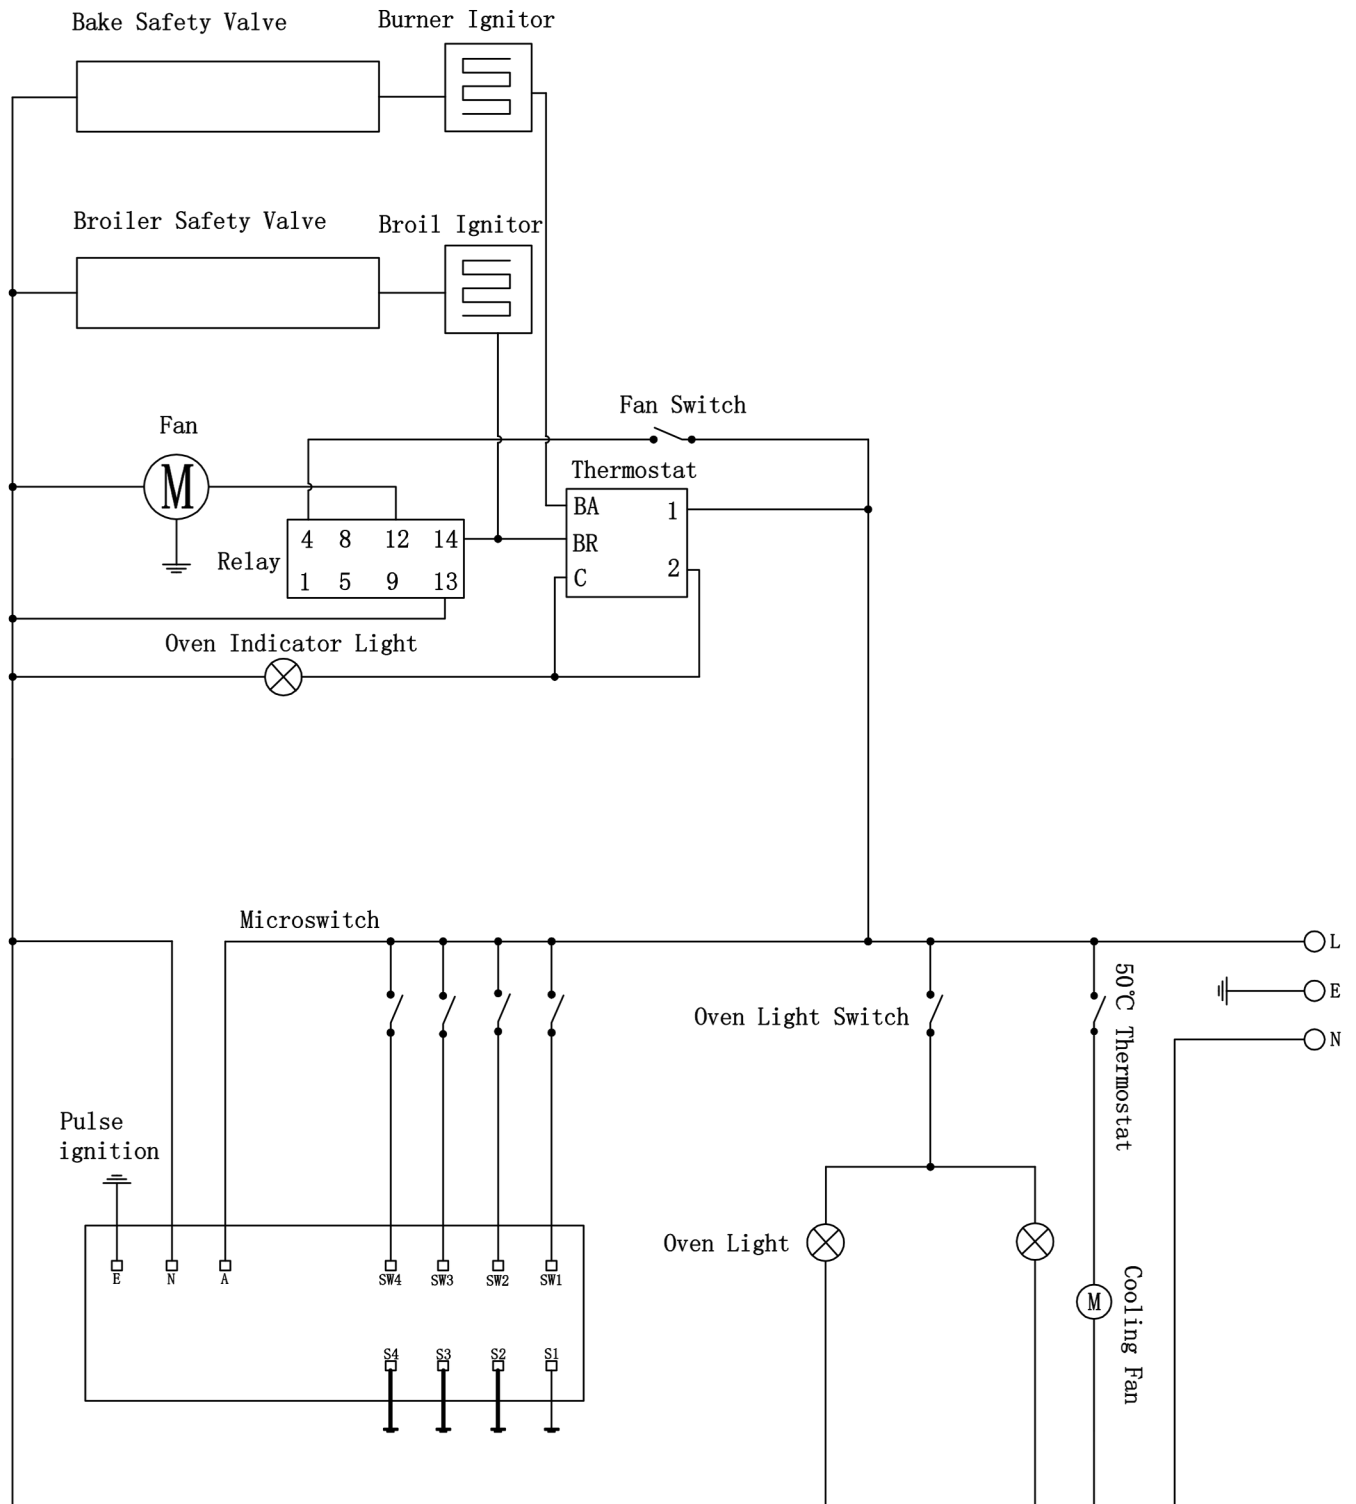 Bake Safety Valve
Burner Ignitor
Broiler Safety Valve
Broil Ignitor
Fan Switch
Fan
M
Thermostat
BA
1
BR
2
C
Relay
4 8 12 14
1 5 9 13
Oven Indicator Light
Microswitch
L
E
N
50℃ Thermostat
Oven Light Switch
Pulse
ignition
Oven Light
E N A SW4 SW3 SW2 SW1
M
Cooling Fan
S4 S3 S2 S1